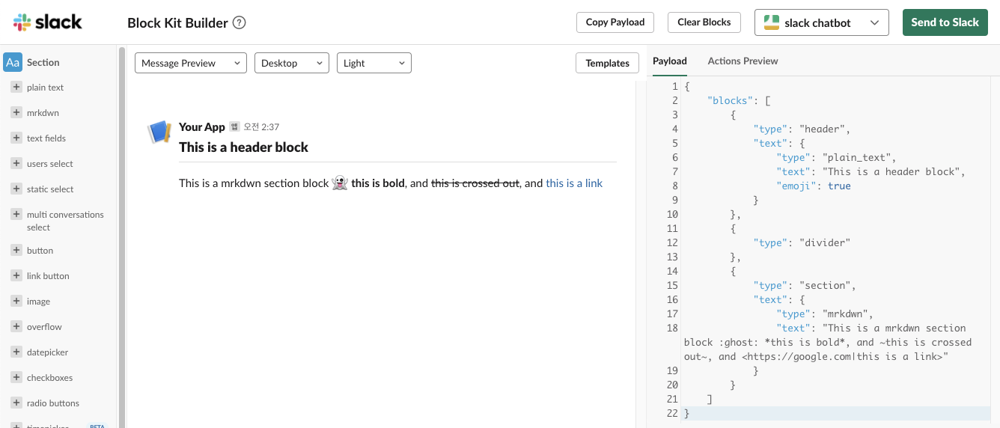 slack
Block Kit Builder ?
Copy Payload
Clear Blocks
slack chatbot
Send to Slack
Aa Section
plain text
mrkdwn
text fields
users select
static select
multi conversations
select
button
link button
image
overflow
datepicker
checkboxes
radio buttons
timepicker BETA
Message Preview
Desktop
Light
Templates
Your App 앱 오전 2:37
This is a header block
This is a mrkdwn section block this is bold, and this is crossed out, and this is a link
Payload
Actions Preview
1 {
2 "blocks": [
3 {
4 "type": "header",
5 "text": {
6 "type": "plain_text",
7 "text": "This is a header block",
8 "emoji": true
9 }
10 },
11 {
12 "type": "divider"
13 },
14 {
15 "type": "section",
16 "text": {
17 "type": "mrkdwn",
18 "text": "This is a mrkdwn section
block :ghost: *this is bold*, and ~this is crossed
out~, and <https://google.com|this is a link>"
19 }
20 }
21 ]
22 }